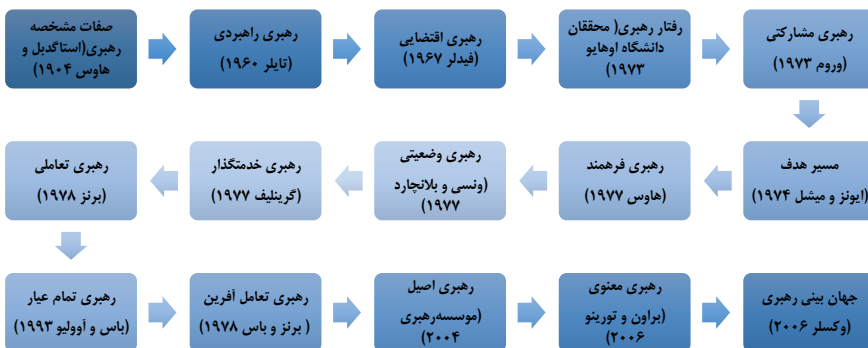 صفات مشخصه
رهبری(استاگدیل و
هاوس ۱۹۰۴)
رهبری راهبردی
(تایلر ۱۹۶۰)
رهبری اقتضایی
(فیدلر ۱۹۶۷)
رفتار رهبری( محققان
دانشگاه اوهایو
۱۹۷۳)
رهبری مشارکتی
(وروم ۱۹۷۳)
مسیر هدف
(ایونز و میشل ۱۹۷۴)
رهبری فرهمند
(هاوس ۱۹۷۷)
رهبری وضعیتی
(ونسی و بلانچارد
۱۹۷۷)
رهبری خدمتگذار
(گرینلیف ۱۹۷۷)
رهبری تعاملی
(برنز ۱۹۷۸)
رهبری تمام عیار
(باس و آوولیو ۱۹۹۳)
رهبری تعامل آفرین
( برنز و باس ۱۹۷۸)
رهبری اصیل
(موسسه‌رهبری
۲۰۰۴)
رهبری معنوی
(براون و تورینو
۲۰۰۶)
جهان بینی رهبری
(وکسلر ۲۰۰۶)